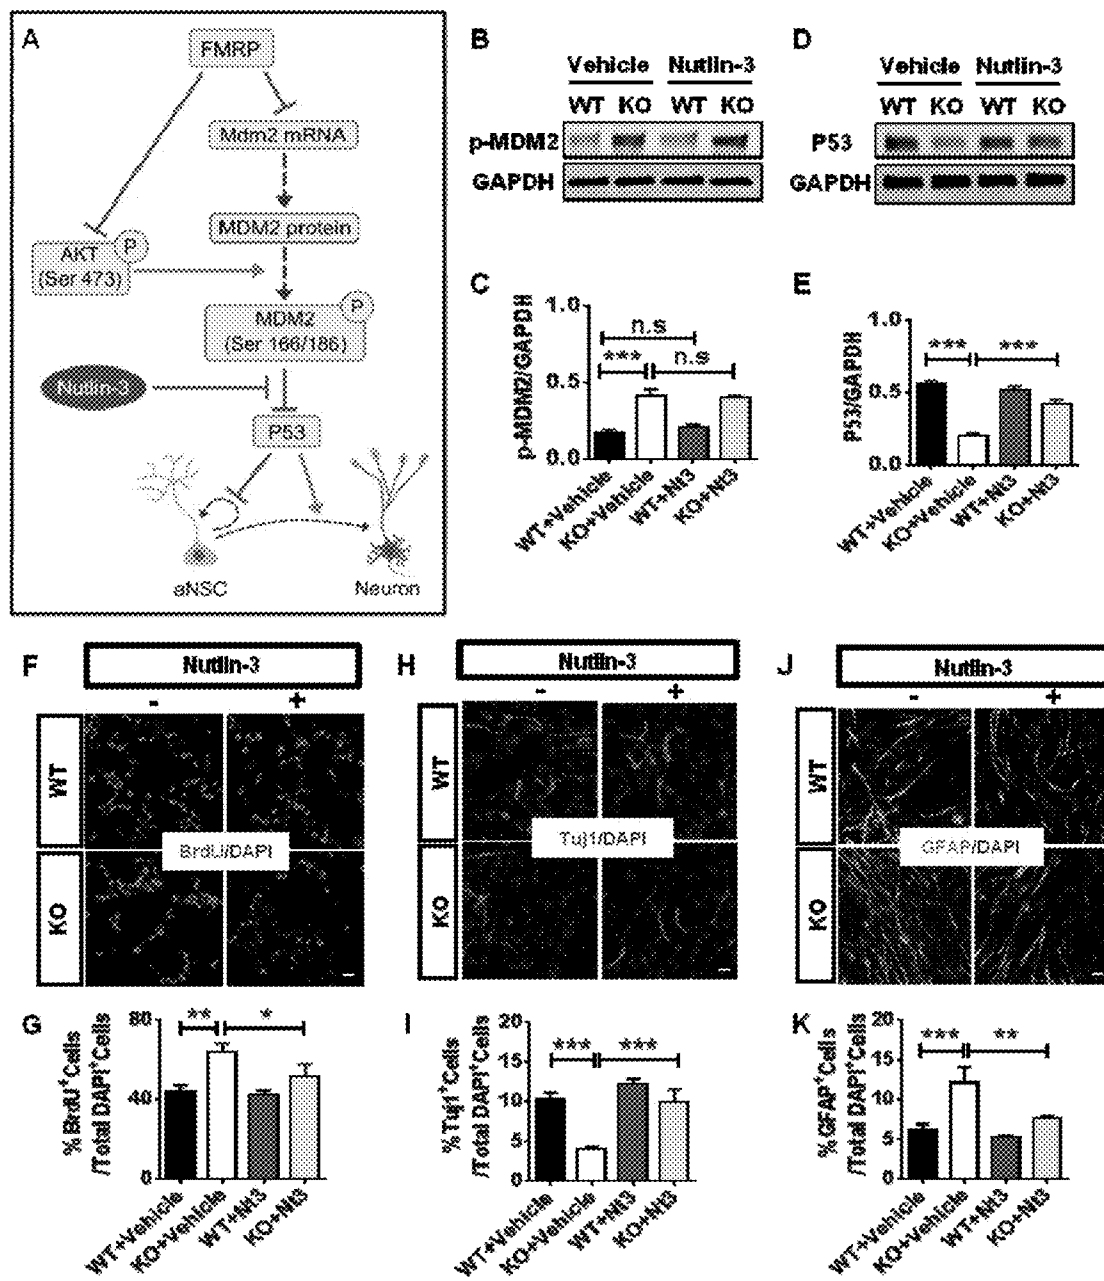 A
FMRP
Mdm2 mRNA
MDM2 protein
AKT
(Ser 473)
P
P
MDM2
(Ser 166/186)
Nutlin-3
P53
aNSC
Neuron
B
Vehicle Nutlin-3
WT KO WT KO
p-MDM2
GAPDH
C
p-MDM2/GAPDH
1.0
0.5
0.0
n.s
***
n.s
WT+Vehicle
KO+Vehicle
WT+Nt3
KO+Nt3
D
Vehicle Nutlin-3
WT KO WT KO
P53
GAPDH
E
P53/GAPDH
1.0
0.5
0.0
*** ***
WT+Vehicle
KO+Vehicle
WT+Nt3
KO+Nt3
F
Nutlin-3
- +
WT
KO
BrdU/DAPI
H
Nutlin-3
- +
WT
KO
Tuj1/DAPI
J
Nutlin-3
- +
WT
KO
GFAP/DAPI
G
% BrdU+Cells
/Total DAPI+Cells
80
40
0
** *
WT+Vehicle
KO+Vehicle
WT+Nt3
KO+Nt3
I
% Tuj1+Cells
/Total DAPI+Cells
20
15
10
5
0
*** ***
WT+Vehicle
KO+Vehicle
WT+Nt3
KO+Nt3
K
% GFAP+Cells
/Total DAPI+Cells
20
15
10
5
0
*** **
WT+Vehicle
KO+Vehicle
WT+Nt3
KO+Nt3